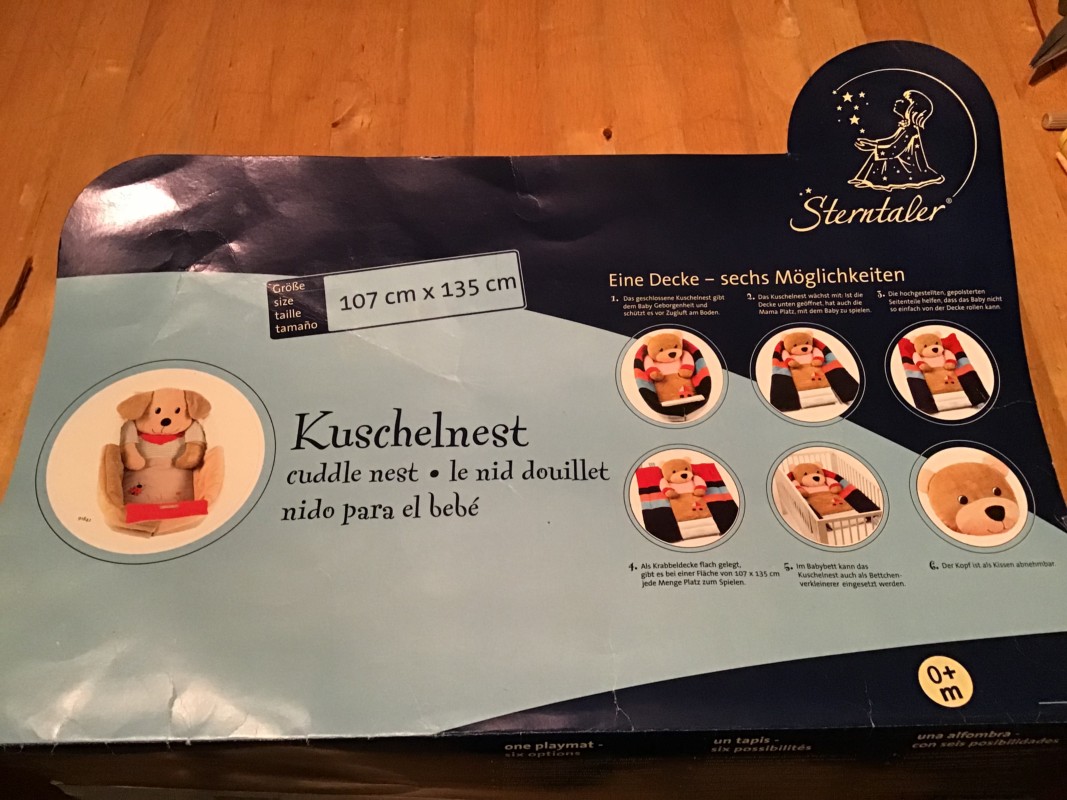 Sterntaler®
Größe
size
taille
tamaño
107 cm x 135 cm
Eine Decke – sechs Möglichkeiten
1. Das geschlossene Kuschelnest gibt
dem Baby Geborgenheit und
schützt es vor Zugluft am Boden.
2. Das Kuschelnest wächst mit: Ist die
Decke unten geöffnet, hat auch die
Mama Platz, mit dem Baby zu spielen.
3. Die hochgestellten, gepolsterten
Seitenteile helfen, dass das Baby nicht
so einfach von der Decke rollen kann.
Kuschelnest
cuddle nest • le nid douillet
nido para el bebé
4. Als Krabbeldecke flach gelegt,
gibt es bei einer Fläche von 107 x 135 cm
jede Menge Platz zum Spielen.
5. Im Babybett kann das
Kuschelnest auch als Bettchen-
verkleinerer eingesetzt werden.
6. Der Kopf ist als Kissen abnehmbar.
0+
m
one playmat -
six options
un tapis -
six possibilités
una alfombra -
con seis posibilidades